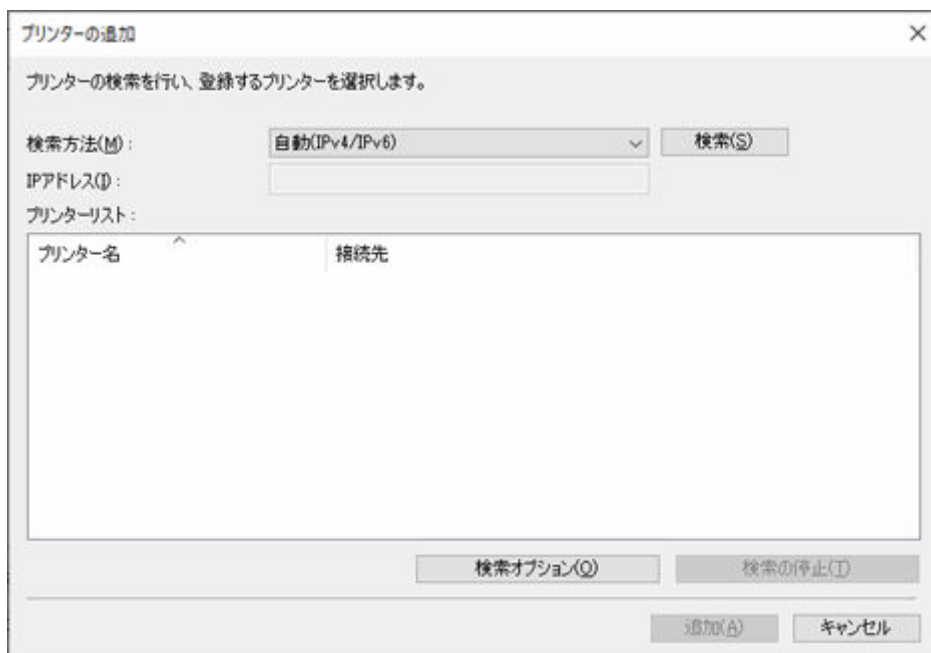 プリンターの追加
プリンターの検索を行い、登録するプリンターを選択します。
検索方法(M)： 自動(IPv4/IPv6) 検索(S)
IPアドレス(I)：
プリンターリスト：
プリンター名 接続先
検索オプション(O) 検索の停止(T)
追加(A) キャンセル